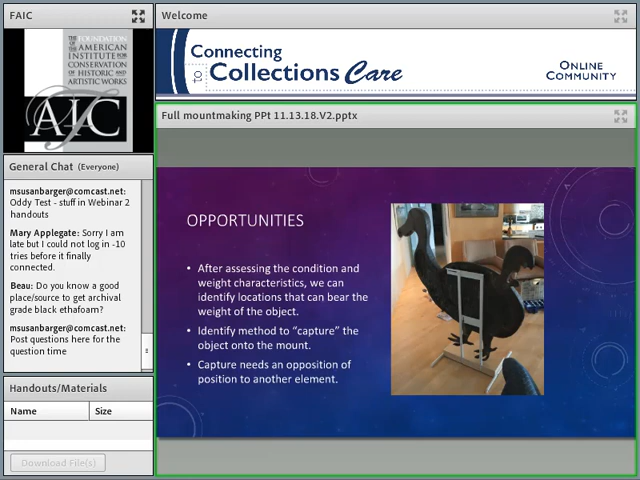 FAIC
THE FOUNDATION
OF THE
AMERICAN
INSTITUTE FOR
CONSERVATION
OF HISTORIC AND
ARTISTIC WORKS
AIC
General Chat (Everyone)
msusanbarger@comcast.net:
Oddy Test - stuff in Webinar 2
handouts
Mary Applegate: Sorry I am
late but I could not log in -10
tries before it finally
connected.
Beau: Do you know a good
place/source to get archival
grade black ethafoam?
msusanbarger@comcast.net:
Post questions here for the
question time
Handouts/Materials
Name Size
Download File(s)
Welcome
Connecting
to Collections Care
ONLINE
COMMUNITY
Full mountmaking PPt 11.13.18.V2.pptx
OPPORTUNITIES
• After assessing the condition and
weight characteristics, we can
identify locations that can bear the
weight of the object.
• Identify method to “capture” the
object onto the mount.
• Capture needs an opposition of
position to another element.